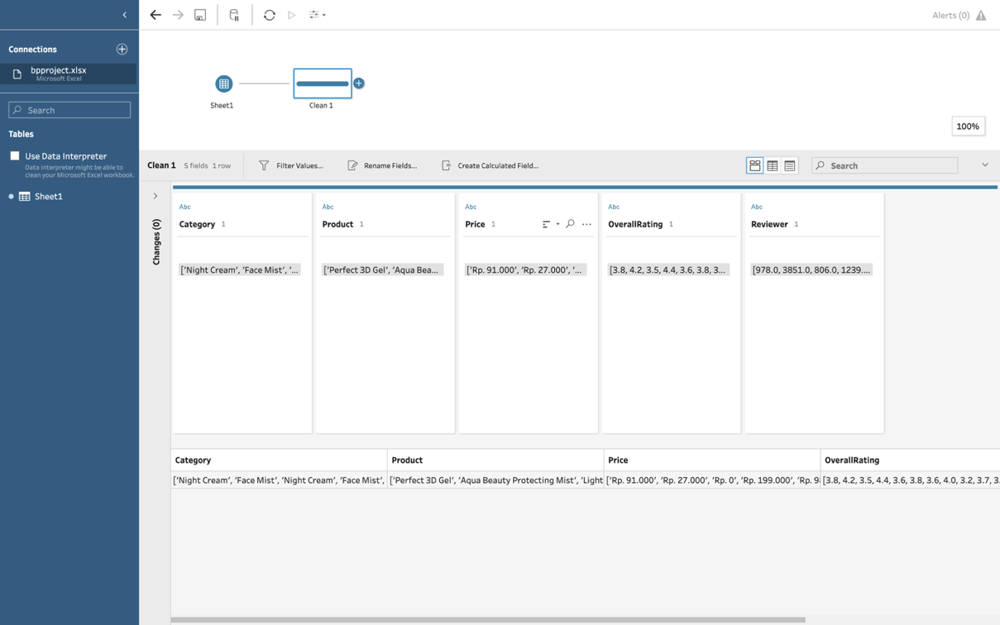 Alerts (0)
Connections
bpproject.xlsx
Microsoft Excel
Search
Tables
Use Data Interpreter
Data Interpreter might be able to
clean your Microsoft Excel workbook.
Sheet1
Sheet1
Clean 1
100%
Clean 1 5 fields 1 row Filter Values... Rename Fields... Create Calculated Field... Search
Changes (0)
Abc Abc Abc Abc Abc
Category 1 Product 1 Price 1 OverallRating 1 Reviewer 1
['Night Cream', 'Face Mist', '... ['Perfect 3D Gel', 'Aqua Bea... ['Rp. 91.000', 'Rp. 27.000', '... [3.8, 4.2, 3.5, 4.4, 3.6, 3.8, 3... [978.0, 3851.0, 806.0, 1239....
Category Product Price OverallRating
['Night Cream', 'Face Mist', 'Night Cream', 'Face Mist', ['Perfect 3D Gel', 'Aqua Beauty Protecting Mist', 'Light ['Rp. 91.000', 'Rp. 27.000', 'Rp. 0', 'Rp. 199.000', 'Rp. 9 [3.8, 4.2, 3.5, 4.4, 3.6, 3.8, 3.6, 4.0, 3.2, 3.7, 3.